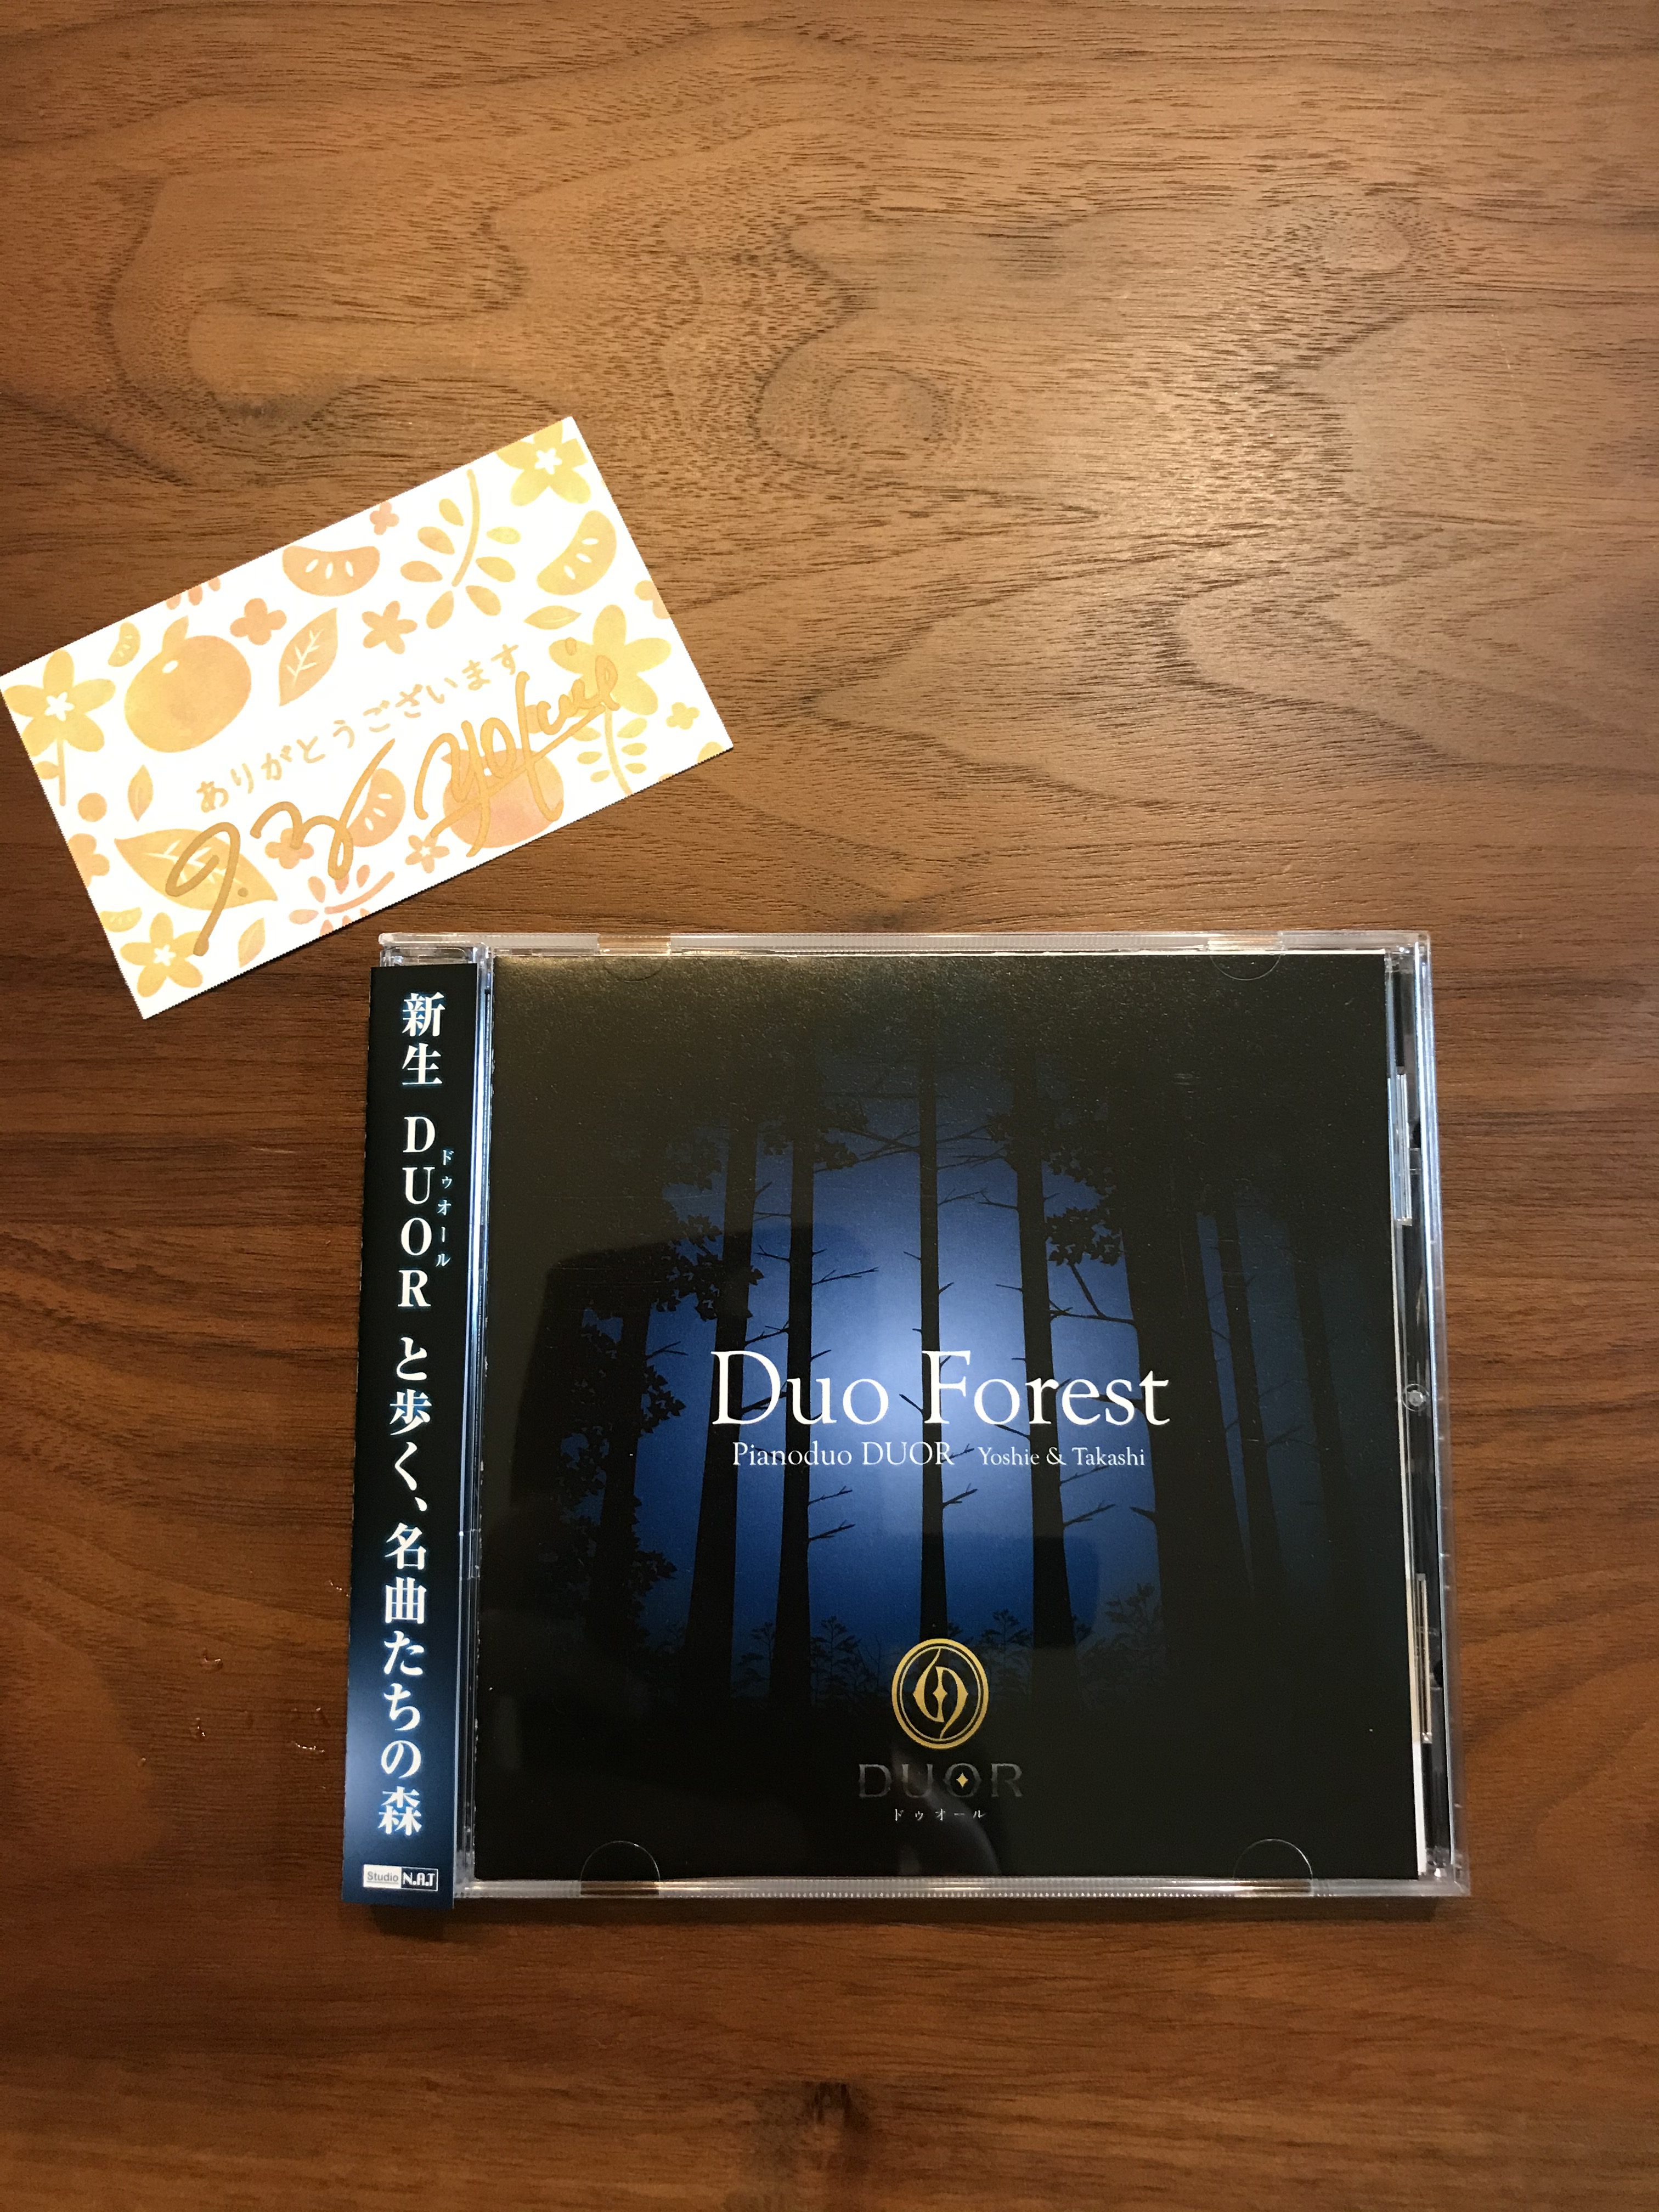 ありがとうございます
新生 DUOR と歩く、名曲たちの森
ドゥオール
Studio N.A.T
Duo Forest
Pianoduo DUOR Yoshie & Takashi
DUOR
ドゥオール